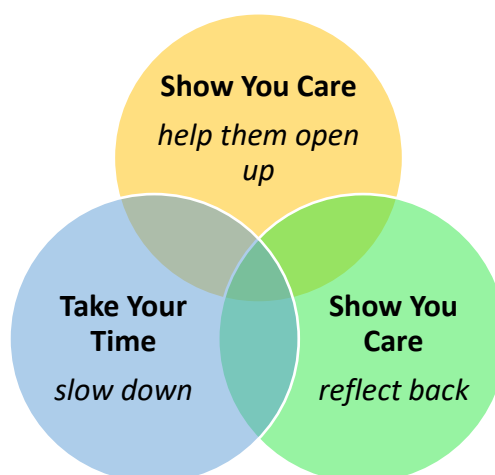 Show You Care
help them open
up
Take Your
Time
slow down
Show You
Care
reflect back